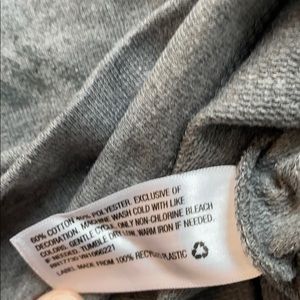 60% COTTON 40% POLYESTER. EXCLUSIVE OF
DECORATION. MACHINE WASH COLD WITH LIKE
COLORS. GENTLE CYCLE. ONLY NON-CHLORINE BLEACH
IF NEEDED. TUMBLE DRY LOW. WARM IRON IF NEEDED.
LABEL MADE FROM 100% RECYCLED PLASTIC